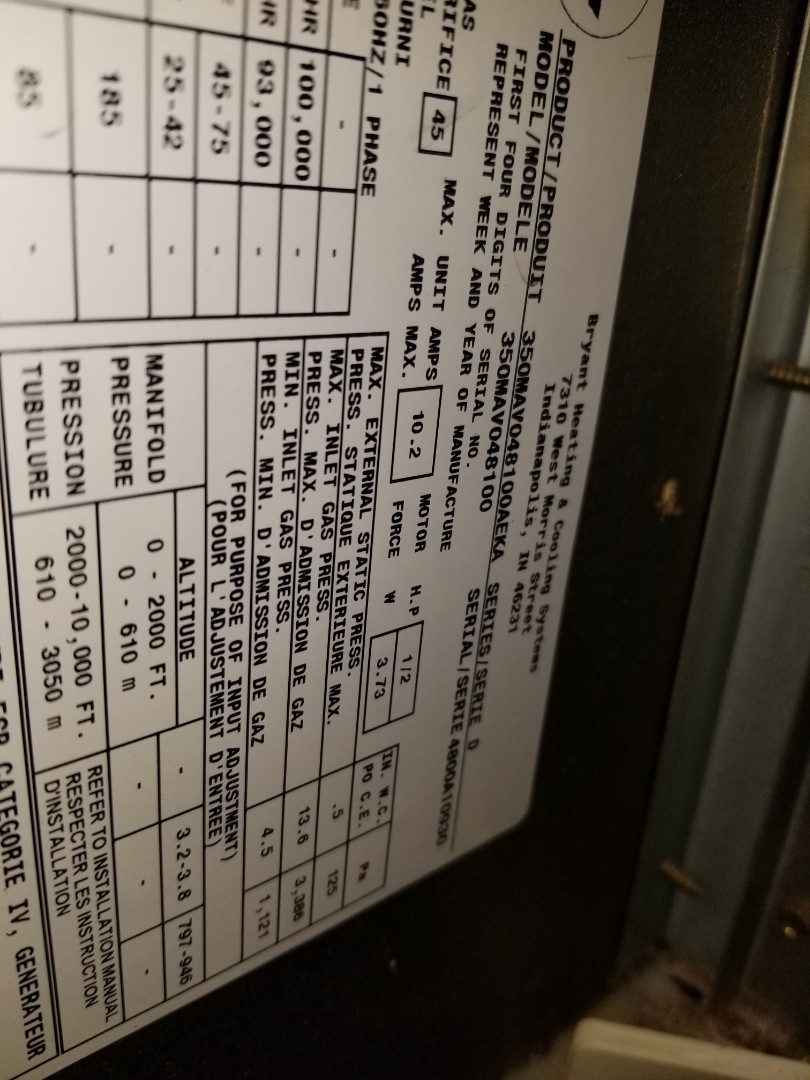 Bryant Heating & Cooling Systems
7310 West Morris Street
Indianapolis, IN 46231
PRODUCT/PRODUIT 350MAV048100AEKA SERIES/SERIE D
MODEL/MODELE 350MAV048100 SERIAL/SERIE
FIRST FOUR DIGITS OF SERIAL NO.
REPRESENT WEEK AND YEAR OF MANUFACTURE
AS
RIFICE 45 MAX. UNIT AMPS 10.2 MOTOR H.P 1/2
L AMPS MAX. FORCE W 3.73
URNI
60HZ/1 PHASE
-
HR 100,000 -
HR 93,000 -
45-75 -
25-42 -
185 -
85 -
IN. W.C. Pa
PO C.E.
MAX. EXTERNAL STATIC PRESS. .5 125
PRESS. STATIQUE EXTERIEURE MAX.
MAX. INLET GAS PRESS. 13.6 3,386
PRESS. MAX. D'ADMISSION DE GAZ
MIN. INLET GAS PRESS. 4.5 1,121
PRESS. MIN. D'ADMISSION DE GAZ
(FOR PURPOSE OF INPUT ADJUSTMENT)
(POUR L'ADJUSTEMENT D'ENTREE)
ALTITUDE - 3.2-3.8 797-946
MANIFOLD 0 - 2000 FT. - - -
PRESSURE 0 - 610 m
PRESSION 2000-10,000 FT. REFER TO INSTALLATION MANUAL
TUBULURE 610 - 3050 m RESPECTER LES INSTRUCTION
D'INSTALLATION
CATEGORIE IV, GENERATEUR